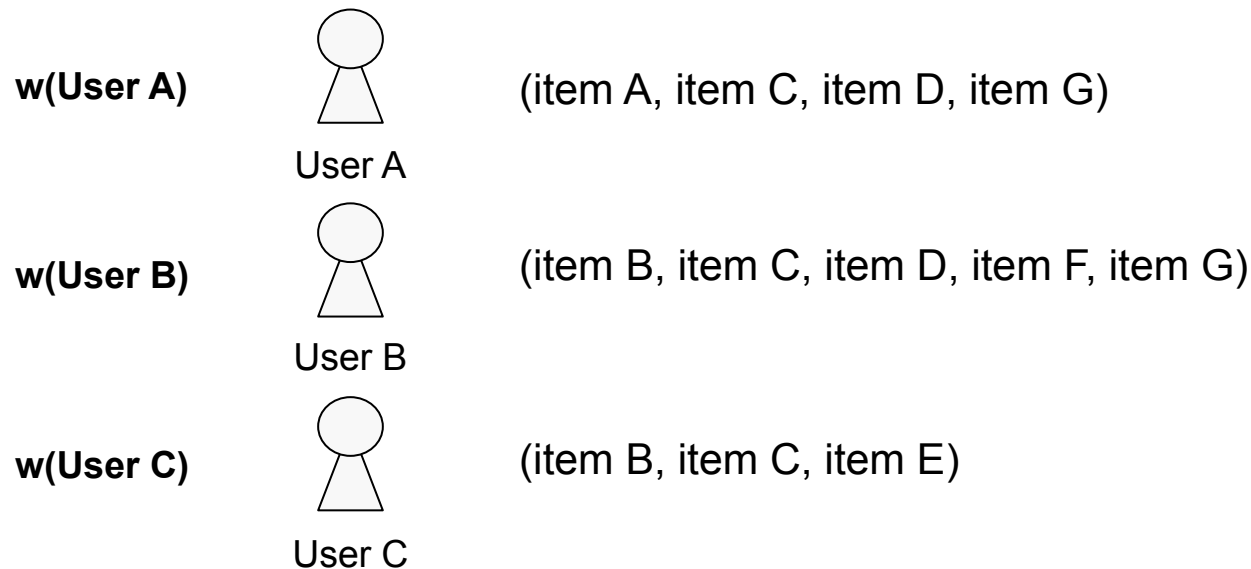 w(User A)
(item A, item C, item D, item G)
User A
w(User B)
(item B, item C, item D, item F, item G)
User B
w(User C)
(item B, item C, item E)
User C